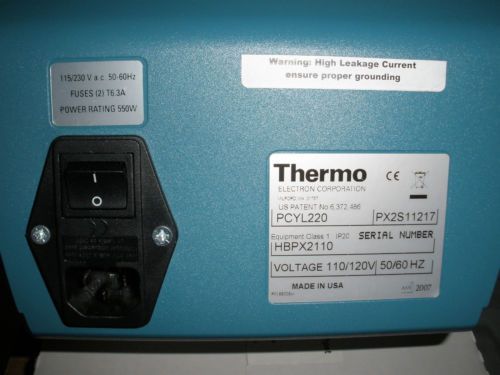 115/230 V a.c. 50-60Hz
FUSES (2) T6.3A
POWER RATING 550W
Warning: High Leakage Current
ensure proper grounding
I
O
Thermo
ELECTRON CORPORATION
CE
US PATENT No 6,372,486
PCYL220 PX2S11217
Equipment Class 1 IP20 SERIAL NUMBER
HBPX2110
VOLTAGE 110/120V 50/60 HZ
MADE IN USA
2007